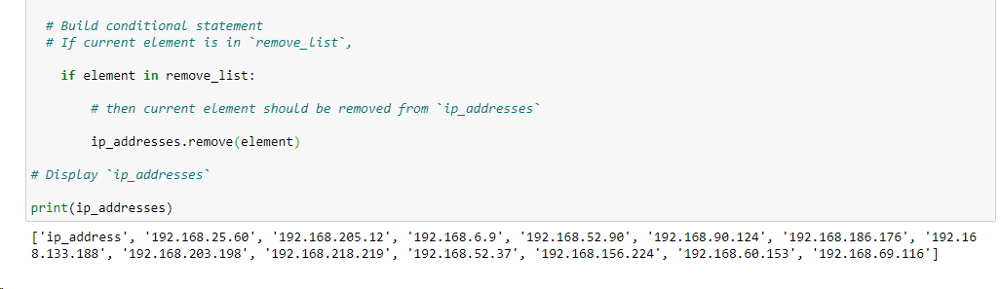 # Build conditional statement
# If current element is in `remove_list`,
if element in remove_list:
# then current element should be removed from `ip_addresses`
ip_addresses.remove(element)
# Display `ip_addresses`
print(ip_addresses)
['ip_address', '192.168.25.60', '192.168.205.12', '192.168.6.9', '192.168.52.90', '192.168.90.124', '192.168.186.176', '192.16
8.133.188', '192.168.203.198', '192.168.218.219', '192.168.52.37', '192.168.156.224', '192.168.60.153', '192.168.69.116']